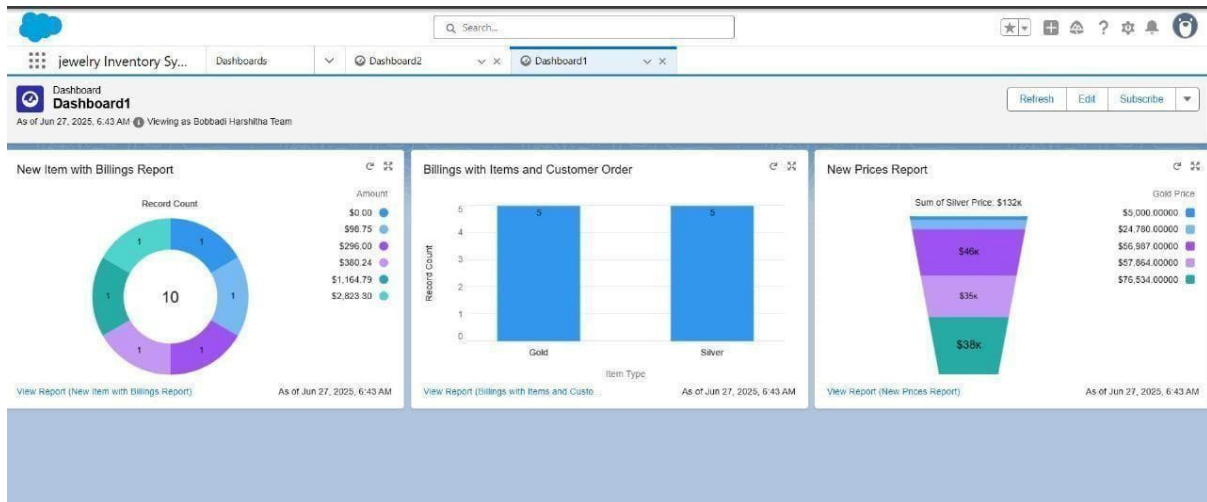 Search...
jewelry Inventory Sy...
Dashboards
Dashboard2
Dashboard1
Dashboard
Dashboard1
As of Jun 27, 2025, 6:43 AM Viewing as Bobbadi Harshitha Team
Refresh
Edit
Subscribe
New Item with Billings Report
Record Count
Amount
$0.00
$98.75
$296.00
$380.24
$1,164.79
$2,823.30
1
1
1
1
1
1
10
View Report (New Item with Billings Report)
As of Jun 27, 2025, 6:43 AM
Billings with Items and Customer Order
Record Count
5
4
3
2
1
0
5
5
Gold
Silver
Item Type
View Report (Billings with Items and Custo...
As of Jun 27, 2025, 6:43 AM
New Prices Report
Sum of Silver Price: $132K
Gold Price
$5,000.00000
$24,780.00000
$56,987.00000
$57,864.00000
$76,534.00000
$46K
$35K
$38K
View Report (New Prices Report)
As of Jun 27, 2025, 6:43 AM